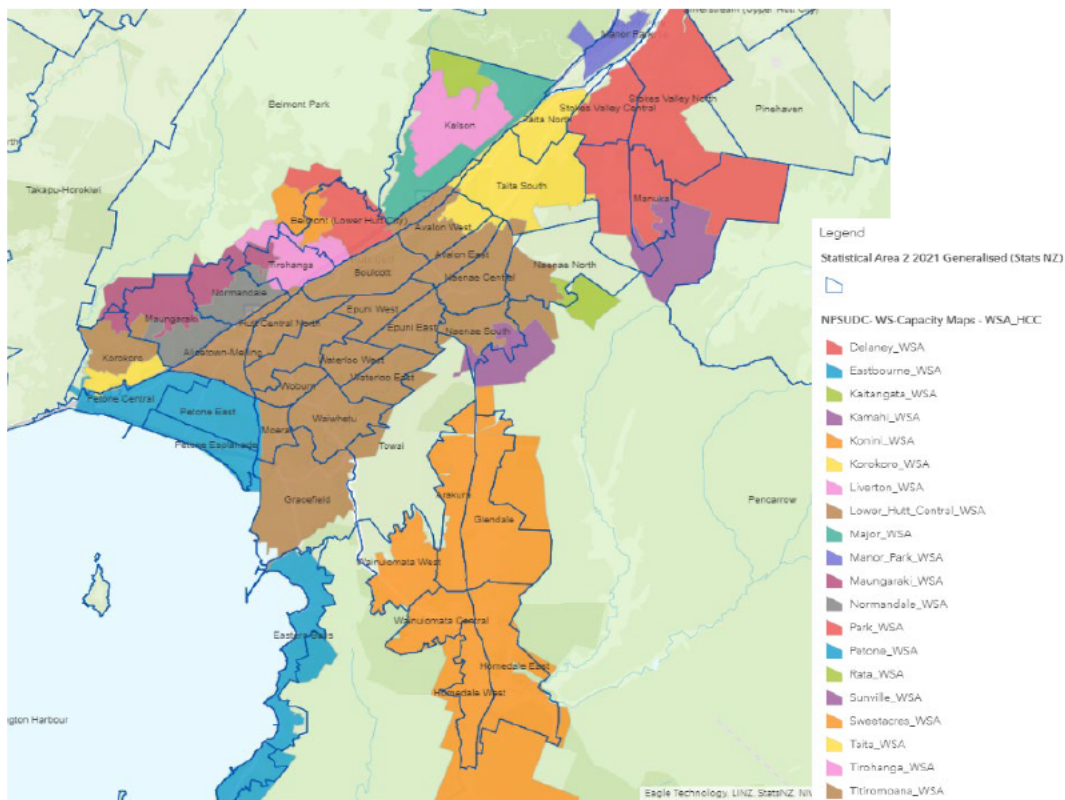 Manor Park
Belmont Park
Kelson
Stokes Valley North
Stokes Valley Central
Taita North
Pinehaven
Takapu-Horokiwi
Taita South
Manuka
Belmont (Lower Hutt City)
Avalon West
Avalon East
Boulcott
Naenae Central
Naenae North
Tirohanga
Normandale
Maungaraki
Hutt Central North
Epuni West
Epuni East
Naenae South
Korokoro
Alicetown-Melling
Waterloo West
Waterloo East
Woburn
Petone Central
Petone East
Waiwhetu
Moera
Petone Esplanade
Towai
Gracefield
Arakura
Glendale
Pencarrow
Wainuiomata West
Wainuiomata Central
Eastern Bays
Homedale East
Homedale West
ngton Harbour
Eagle Technology, LINZ, StatsNZ, NIW
Legend
Statistical Area 2 2021 Generalised (Stats NZ)
NPSUDC- WS-Capacity Maps - WSA_HCC
Delaney_WSA
Eastbourne_WSA
Kaitangata_WSA
Kamahi_WSA
Konini_WSA
Korokoro_WSA
Liverton_WSA
Lower_Hutt_Central_WSA
Major_WSA
Manor_Park_WSA
Maungaraki_WSA
Normandale_WSA
Park_WSA
Petone_WSA
Rata_WSA
Sunville_WSA
Sweetacres_WSA
Taita_WSA
Tirohanga_WSA
Titiromoana_WSA